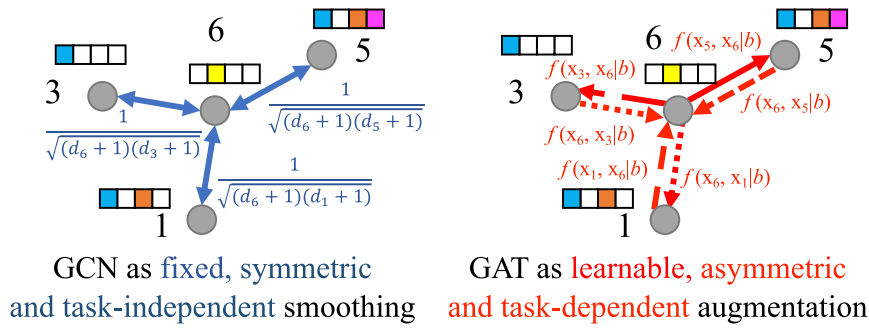 6
5
3
1
√(d₆ + 1)(d₃ + 1)
1
√(d₆ + 1)(d₅ + 1)
1
√(d₆ + 1)(d₁ + 1)
1
GCN as fixed, symmetric
and task-independent smoothing
6
5
3
f(x₃, x₆|b)
f(x₅, x₆|b)
f(x₆, x₃|b)
f(x₆, x₅|b)
f(x₁, x₆|b)
f(x₆, x₁|b)
1
GAT as learnable, asymmetric
and task-dependent augmentation